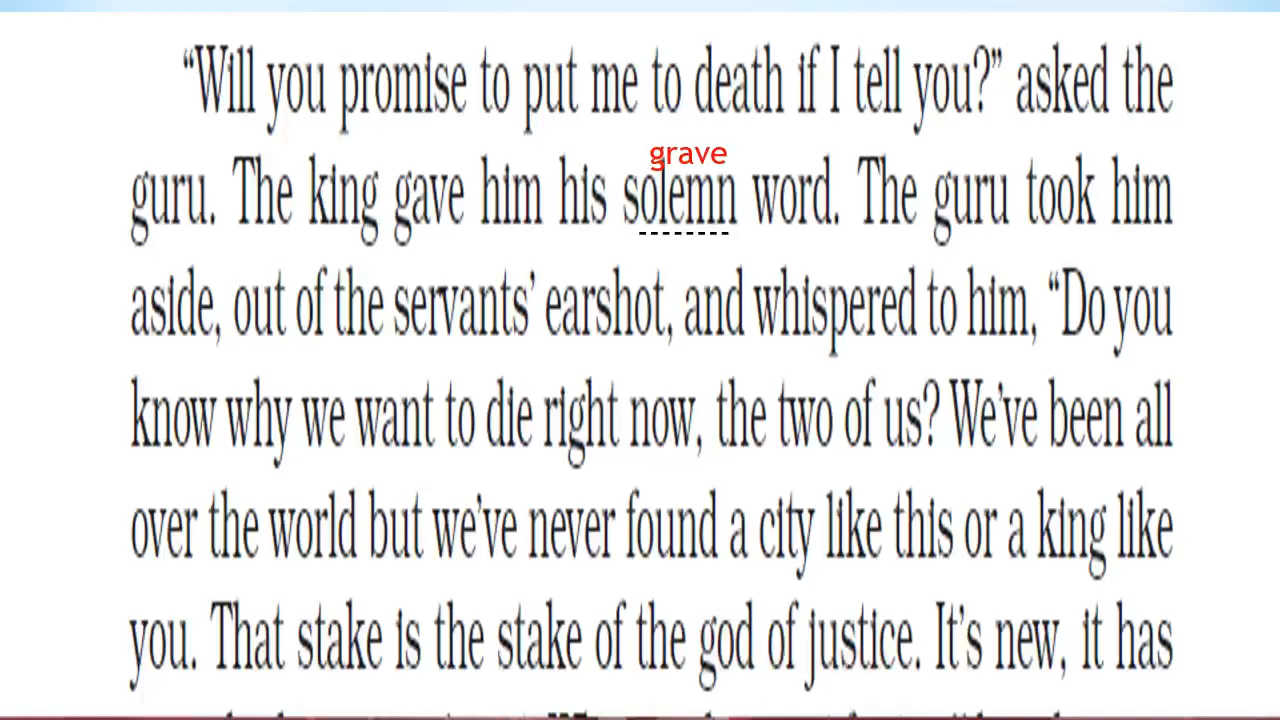 “Will you promise to put me to death if I tell you?” asked the
grave
guru. The king gave him his solemn word. The guru took him
aside, out of the servants’ earshot, and whispered to him, “Do you
know why we want to die right now, the two of us? We’ve been all
over the world but we’ve never found a city like this or a king like
you. That stake is the stake of the god of justice. It’s new, it has